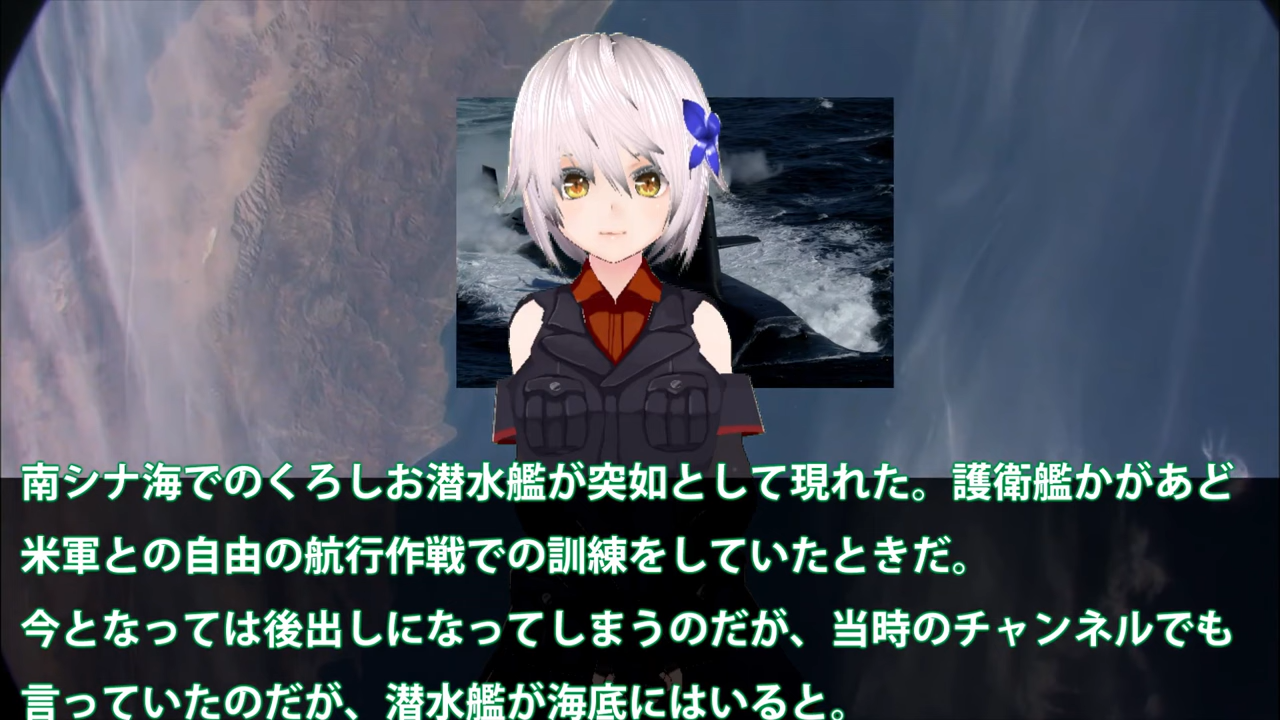 南シナ海でのくろしお潜水艦が突如として現れた。護衛艦かがあど
米軍との自由の航行作戦での訓練をしていたときだ。
今となっては後出しになってしまうのだが、当時のチャンネルでも
言っていたのだが、潜水艦が海底にはいると。